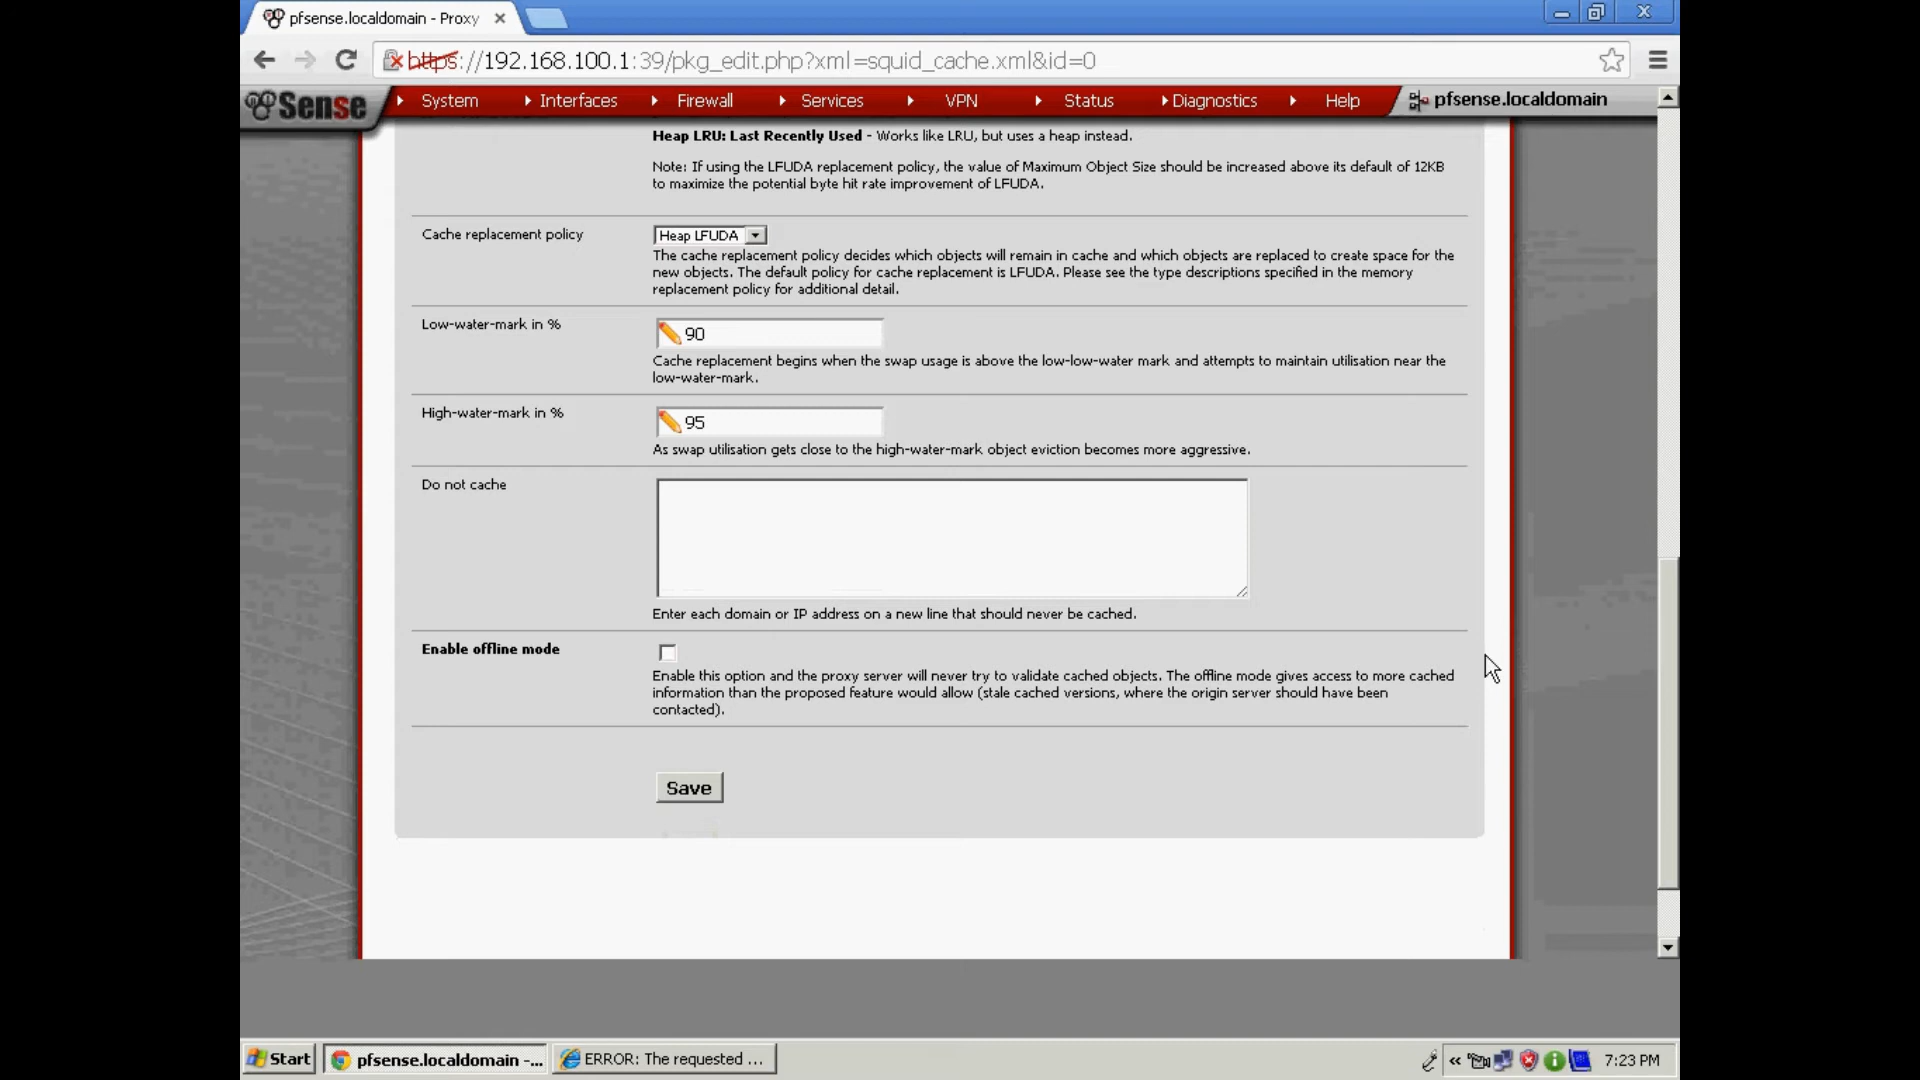 pfsense.localdomain - Proxy
https://192.168.100.1:39/pkg_edit.php?xml=squid_cache.xml&id=0
Sense System Interfaces Firewall Services VPN Status Diagnostics Help pfsense.localdomain
Heap LRU: Last Recently Used - Works like LRU, but uses a heap instead.
Note: If using the LFUDA replacement policy, the value of Maximum Object Size should be increased above its default of 12KB
to maximize the potential byte hit rate improvement of LFUDA.
Cache replacement policy
Heap LFUDA
The cache replacement policy decides which objects will remain in cache and which objects are replaced to create space for the
new objects. The default policy for cache replacement is LFUDA. Please see the type descriptions specified in the memory
replacement policy for additional detail.
Low-water-mark in %
90
Cache replacement begins when the swap usage is above the low-low-water mark and attempts to maintain utilisation near the
low-water-mark.
High-water-mark in %
95
As swap utilisation gets close to the high-water-mark object eviction becomes more aggressive.
Do not cache
Enter each domain or IP address on a new line that should never be cached.
Enable offline mode
Enable this option and the proxy server will never try to validate cached objects. The offline mode gives access to more cached
information than the proposed feature would allow (stale cached versions, where the origin server should have been
contacted).
Save
Start pfsense.localdomain -... ERROR: The requested ... « 7:23 PM